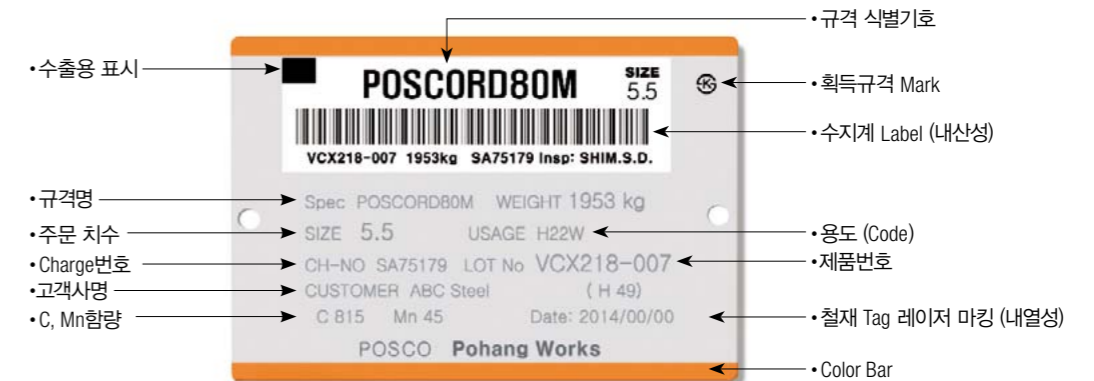 •규격 식별기호
•수출용 표시
POSCORD80M
SIZE
5.5
K
•획득규격 Mark
•수지계 Label (내산성)
VCX218-007 1953kg SA75179 Insp: SHIM.S.D.
•규격명
Spec POSCORD80M WEIGHT 1953 kg
•주문 치수
SIZE 5.5 USAGE H22W
•용도 (Code)
•Charge번호
CH-NO SA75179 LOT No VCX218-007
•제품번호
•고객사명
CUSTOMER ABC Steel ( H 49)
•C, Mn함량
C 815 Mn 45 Date: 2014/00/00
•철재 Tag 레이저 마킹 (내열성)
POSCO Pohang Works
•Color Bar